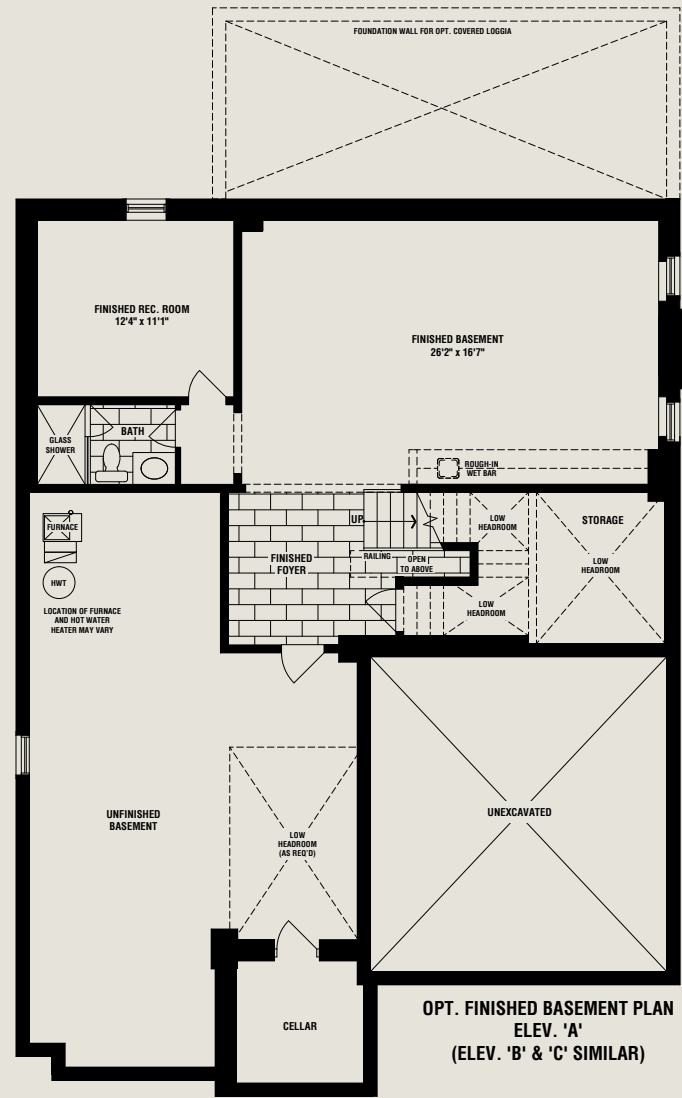 FOUNDATION WALL FOR OPT. COVERED LOGGIA
FINISHED REC. ROOM
12'4" x 11'1"
FINISHED BASEMENT
26'2" x 16'7"
GLASS
SHOWER
BATH
ROUGH-IN
WET BAR
FURNACE
HWT
LOCATION OF FURNACE
AND HOT WATER
HEATER MAY VARY
UP
FINISHED
FOYER
RAILING
OPEN
TO ABOVE
LOW
HEADROOM
STORAGE
LOW
HEADROOM
LOW
HEADROOM
UNFINISHED
BASEMENT
LOW
HEADROOM
(AS REQ'D)
UNEXCAVATED
CELLAR
OPT. FINISHED BASEMENT PLAN
ELEV. 'A'
(ELEV. 'B' & 'C' SIMILAR)